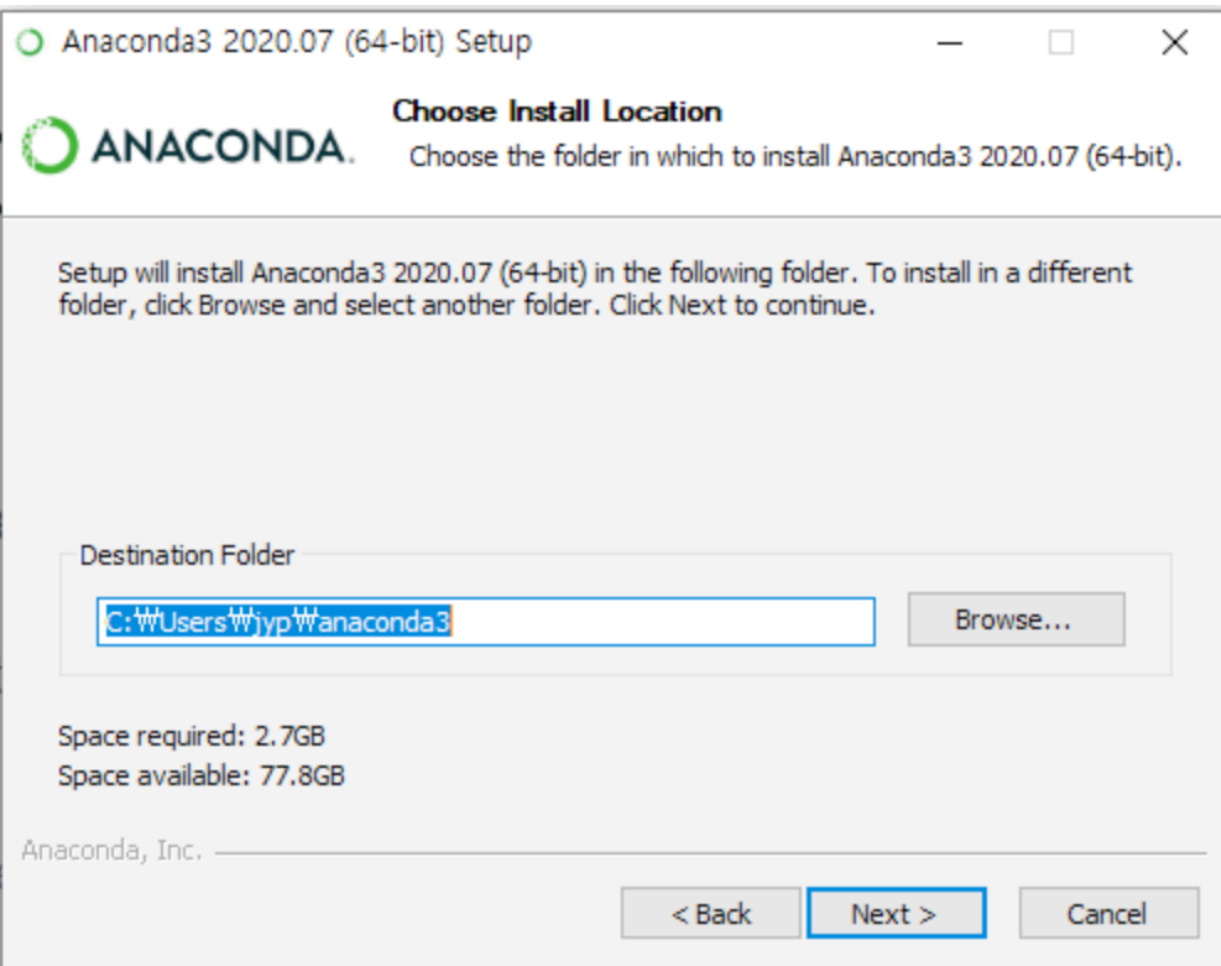 Anaconda3 2020.07 (64-bit) Setup
ANACONDA.
Choose Install Location
Choose the folder in which to install Anaconda3 2020.07 (64-bit).
Setup will install Anaconda3 2020.07 (64-bit) in the following folder. To install in a different
folder, click Browse and select another folder. Click Next to continue.
Destination Folder
C:₩Users₩jyp₩anaconda3
Browse...
Space required: 2.7GB
Space available: 77.8GB
Anaconda, Inc.
< Back
Next >
Cancel